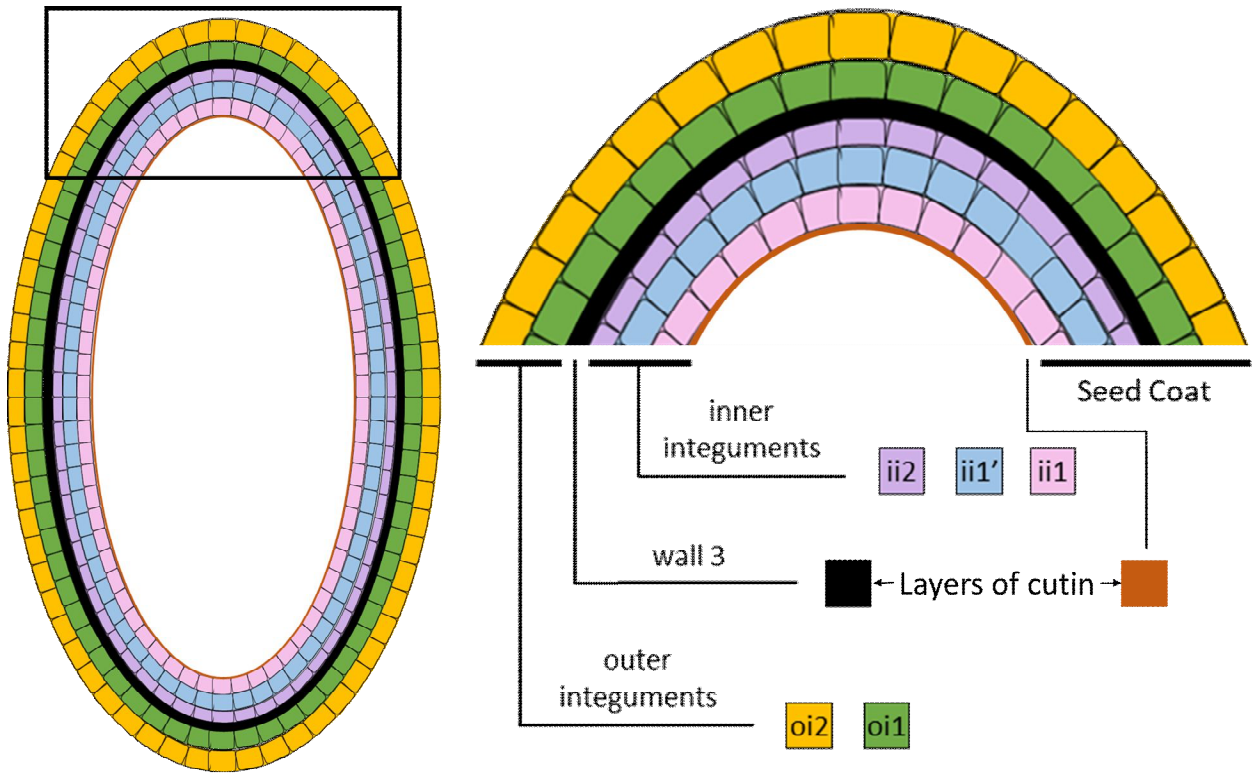 Seed Coat
inner
integuments
ii2 ii1′ ii1
wall 3
Layers of cutin
outer
integuments
oi2 oi1